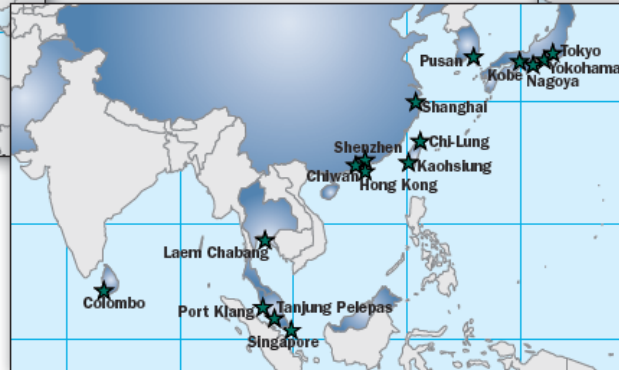 Tokyo
Pusan
Yokohama
Kobe
Nagoya
Shanghai
Chi-Lung
Shenzhen
Kaohsiung
Chiwan
Hong Kong
Laem Chabang
Colombo
Port Klang
Tanjung Pelepas
Singapore